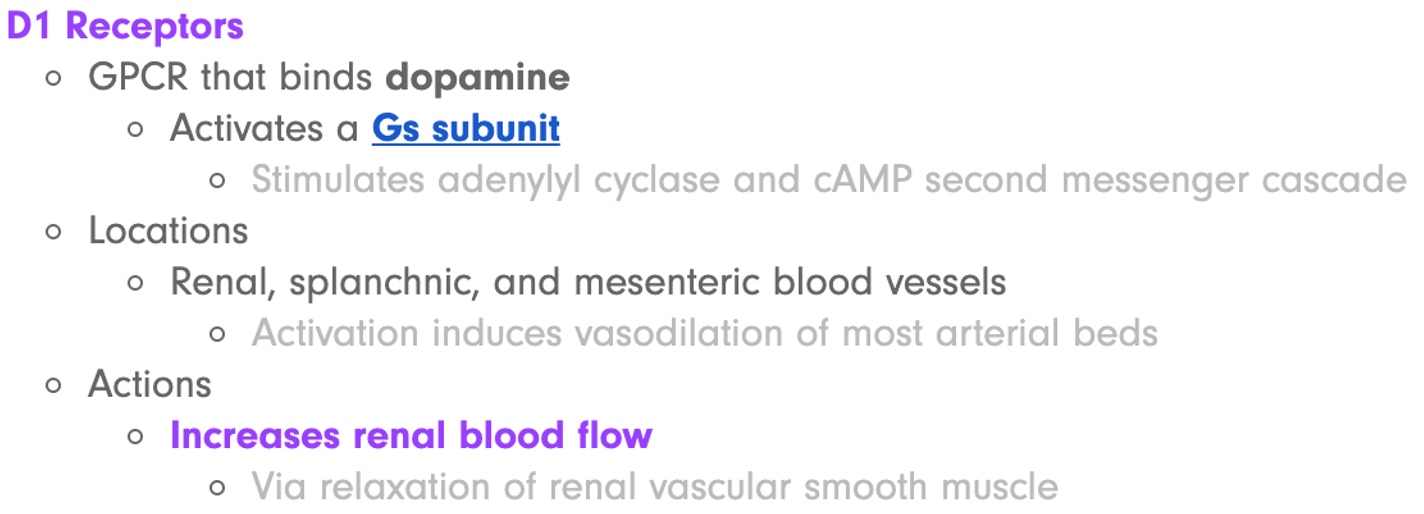 D1 Receptors
GPCR that binds dopamine
Activates a Gs subunit
Stimulates adenylyl cyclase and cAMP second messenger cascade
Locations
Renal, splanchnic, and mesenteric blood vessels
Activation induces vasodilation of most arterial beds
Actions
Increases renal blood flow
Via relaxation of renal vascular smooth muscle